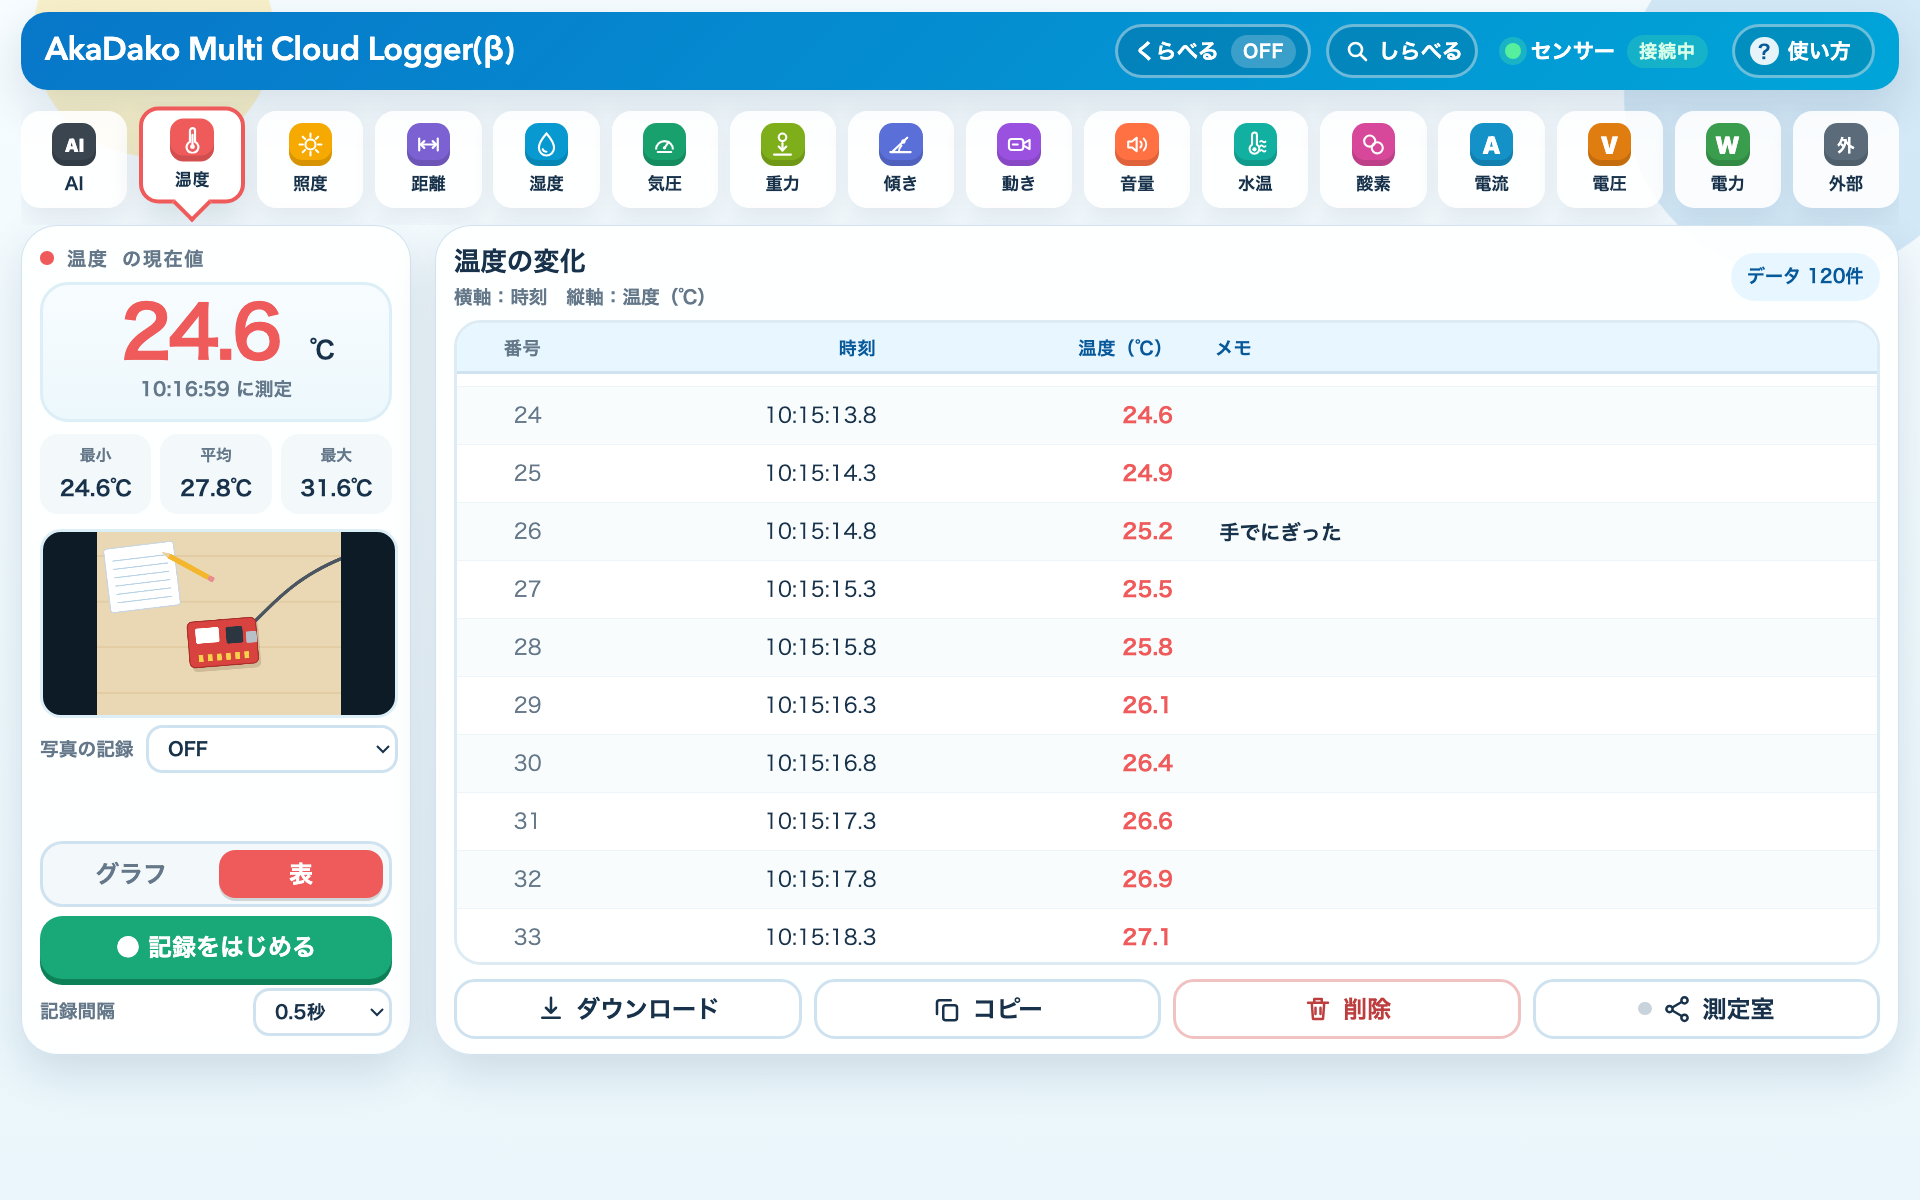 AkaDako Multi Cloud Logger(β)
くらべる OFF
しらべる
センサー 接続中
? 使い方
AI AI
温度
照度
距離
湿度
気圧
重力
傾き
動き
音量
水温
酸素
A 電流
V 電圧
W 電力
外 外部
温度 の現在値
24.6 ℃
10:16:59 に測定
最小 平均 最大
24.6℃ 27.8℃ 31.6℃
写真の記録 OFF
グラフ 表
記録をはじめる
記録間隔 0.5秒
温度の変化
横軸：時刻 縦軸：温度（℃）
データ 120件
番号 時刻 温度（℃） メモ
24 10:15:13.8 24.6
25 10:15:14.3 24.9
26 10:15:14.8 25.2 手でにぎった
27 10:15:15.3 25.5
28 10:15:15.8 25.8
29 10:15:16.3 26.1
30 10:15:16.8 26.4
31 10:15:17.3 26.6
32 10:15:17.8 26.9
33 10:15:18.3 27.1
ダウンロード コピー 削除 測定室